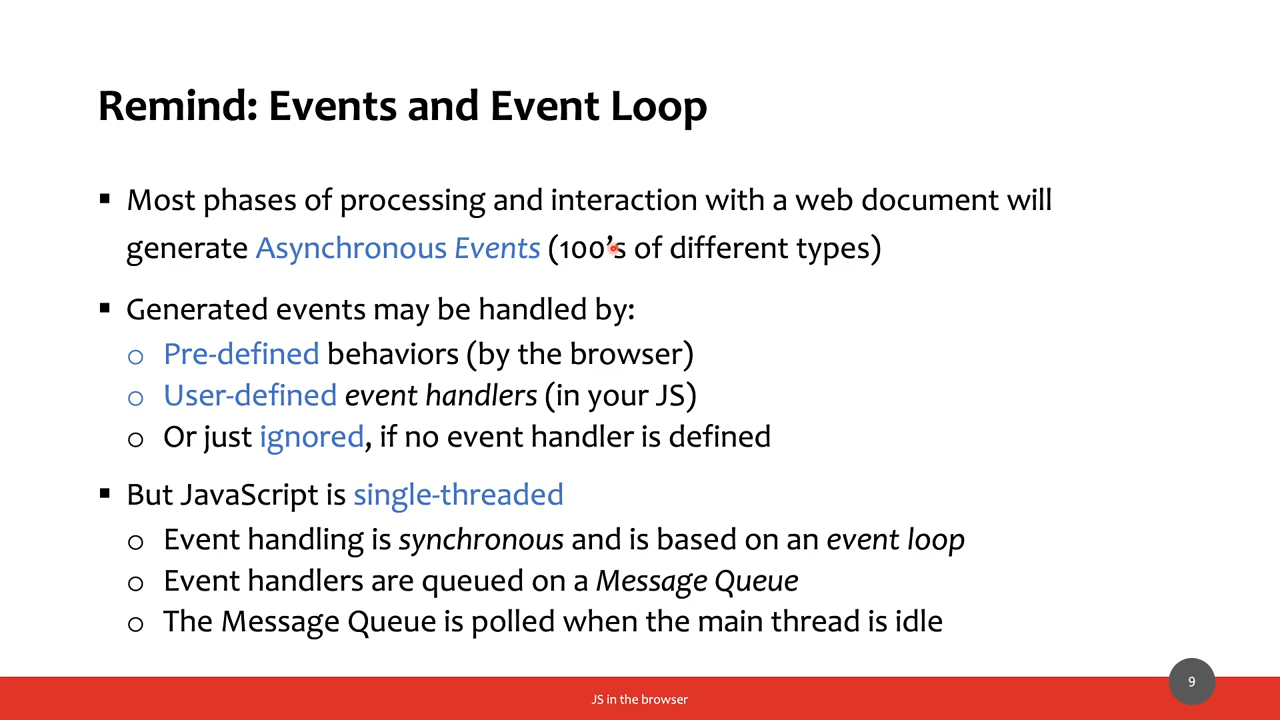 Remind: Events and Event Loop
▪ Most phases of processing and interaction with a web document will
generate Asynchronous Events (100's of different types)
▪ Generated events may be handled by:
o Pre-defined behaviors (by the browser)
o User-defined event handlers (in your JS)
o Or just ignored, if no event handler is defined
▪ But JavaScript is single-threaded
o Event handling is synchronous and is based on an event loop
o Event handlers are queued on a Message Queue
o The Message Queue is polled when the main thread is idle
9
JS in the browser